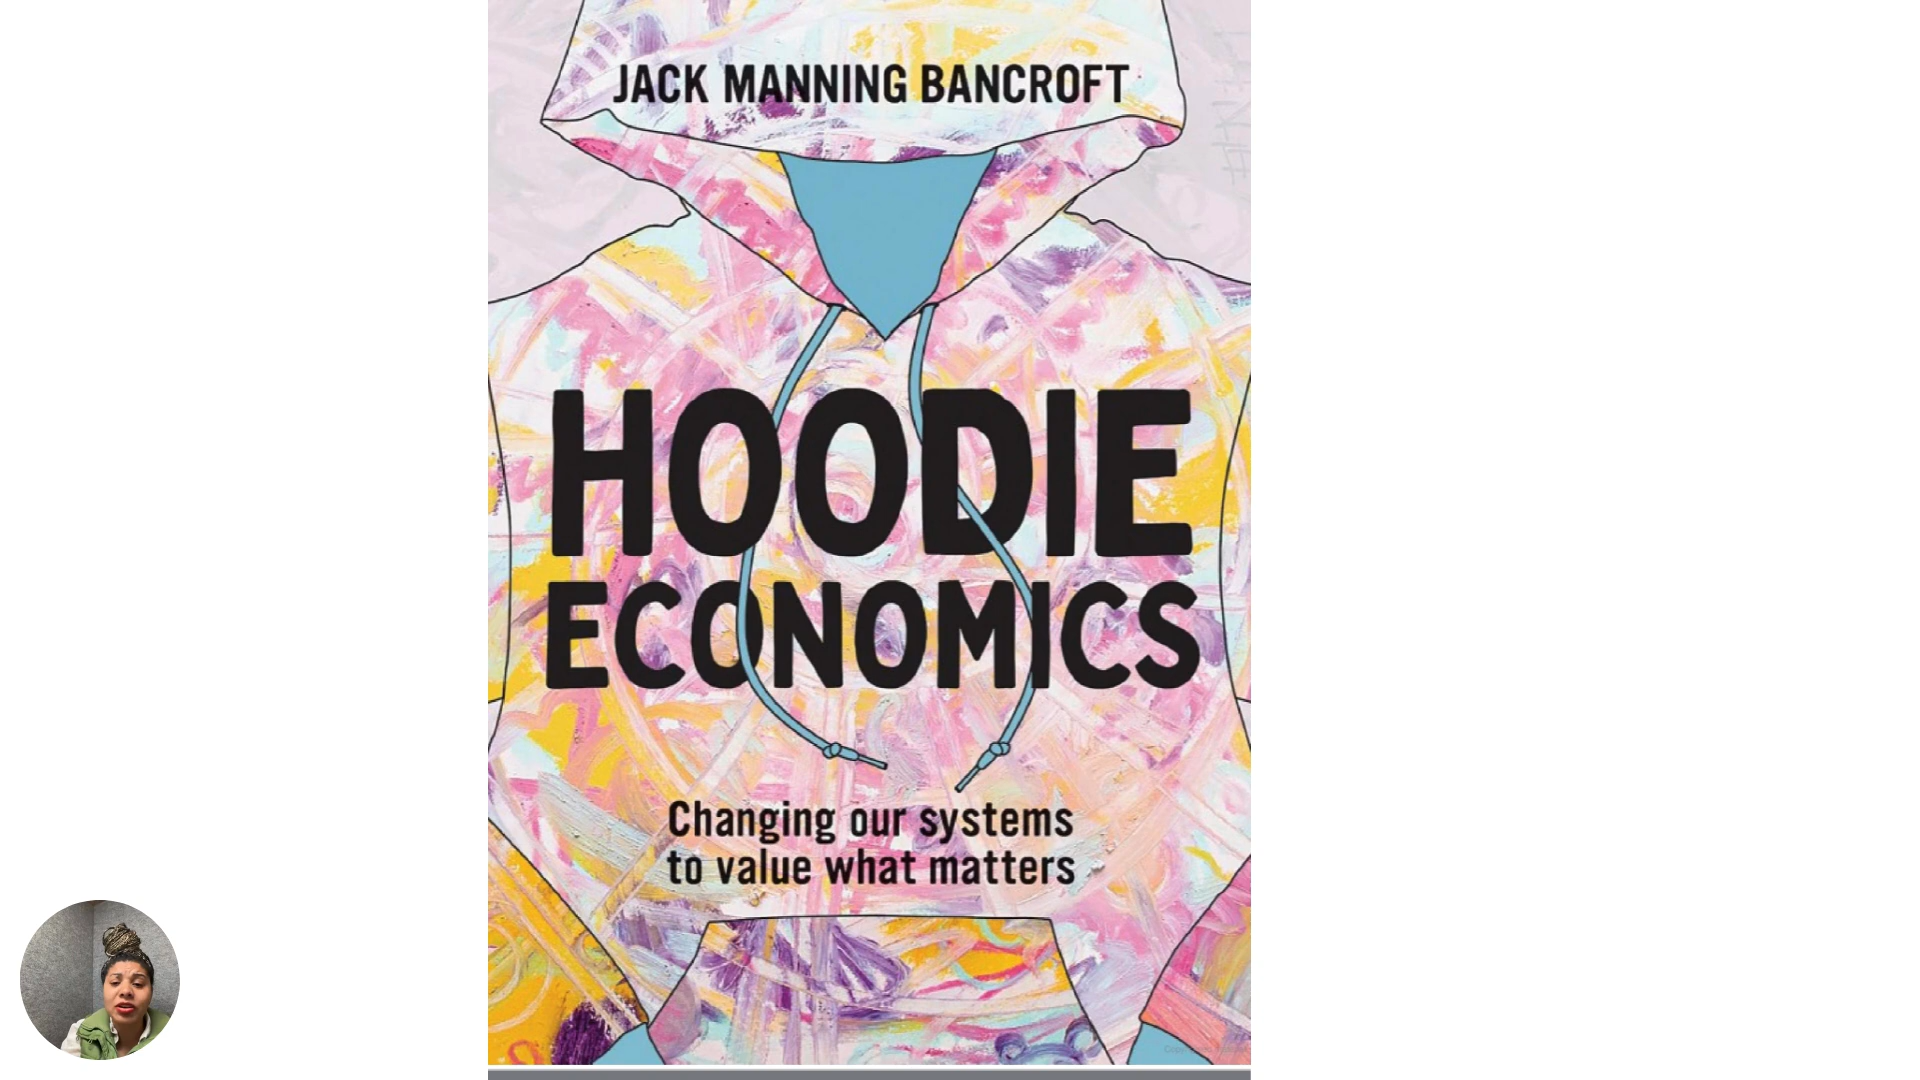 JACK MANNING BANCROFT
HOODIE
ECONOMICS
Changing our systems
to value what matters